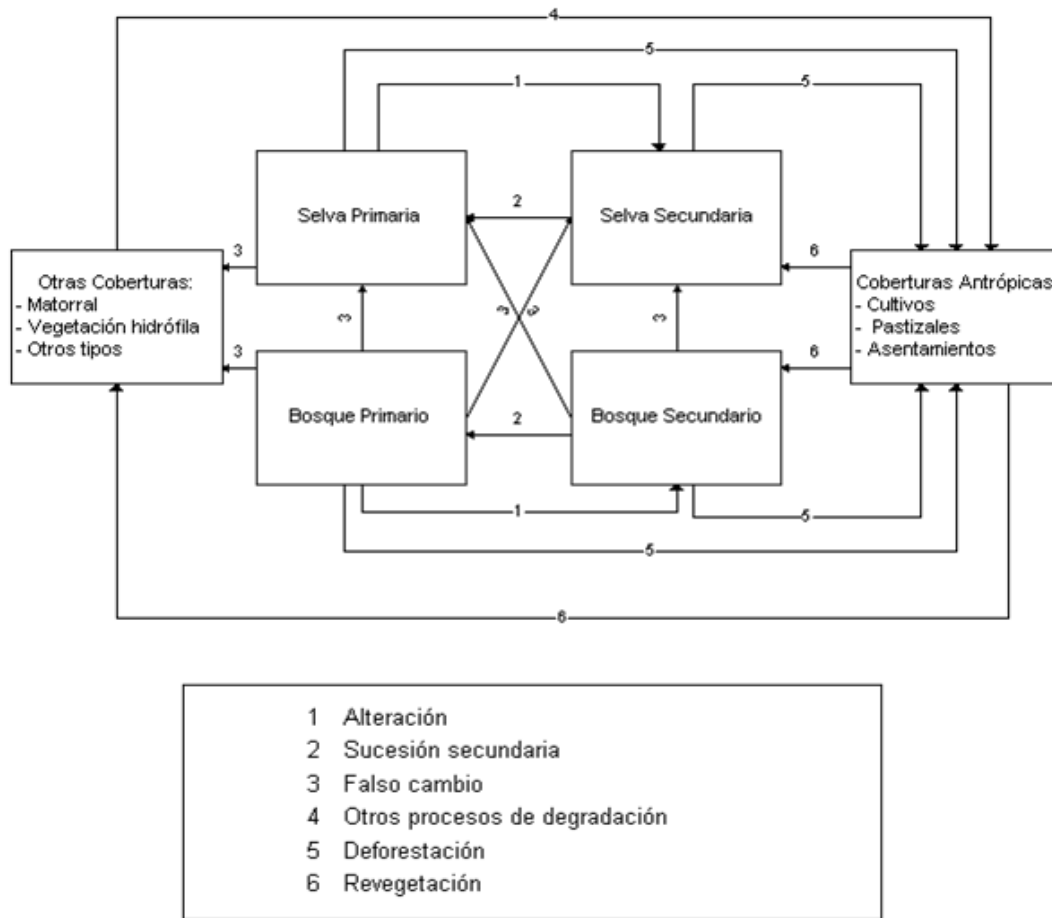 4
5
1
5
Selva Primaria
2
Selva Secundaria
3
6
Otras Coberturas:
- Matorral
- Vegetación hidrófila
- Otros tipos
Coberturas Antrópicas
- Cultivos
- Pastizales
- Asentamientos
3
3
3
3
3
6
Bosque Primario
2
Bosque Secundario
1
5
5
6
1 Alteración
2 Sucesión secundaria
3 Falso cambio
4 Otros procesos de degradación
5 Deforestación
6 Revegetación